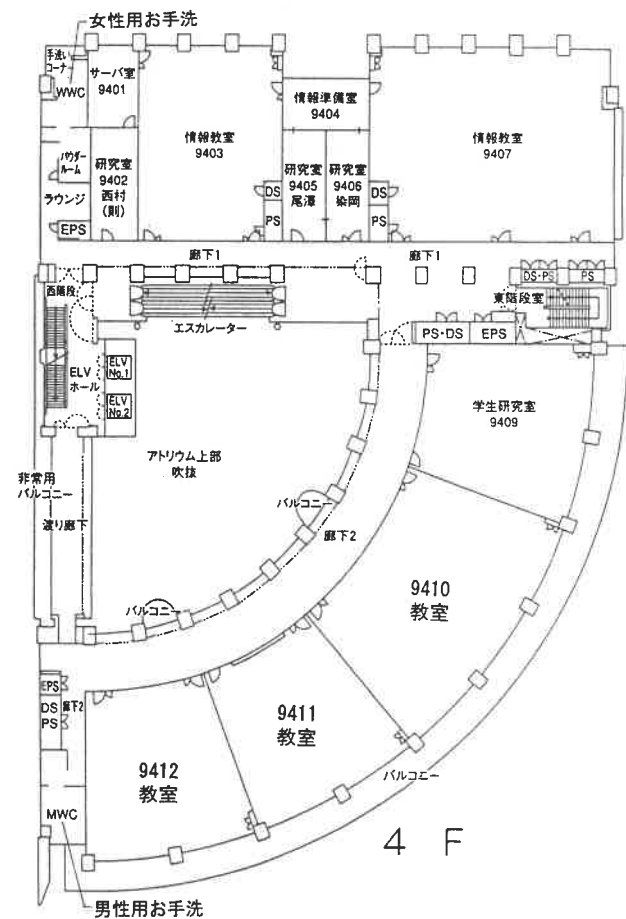 女性用お手洗
手洗い
コーナー
WWC
サーバ室
9401
情報教室
9403
情報準備室
9404
情報教室
9407
パウダー
ルーム
研究室
9402
西村
(則)
研究室
9405
尾澤
研究室
9406
染岡
ラウンジ
EPS
DS
PS
DS
PS
廊下1
廊下1
西階段
エスカレーター
DS・PS
PS
東階段室
PS・DS
EPS
ELV
ホール
ELV
No.1
ELV
No.2
学生研究室
9409
アトリウム上部
吹抜
非常用
バルコニー
渡り廊下
バルコニー
廊下2
9410
教室
バルコニー
EPS
DS
PS
廊下2
9411
教室
9412
教室
バルコニー
MWC
4 F
男性用お手洗